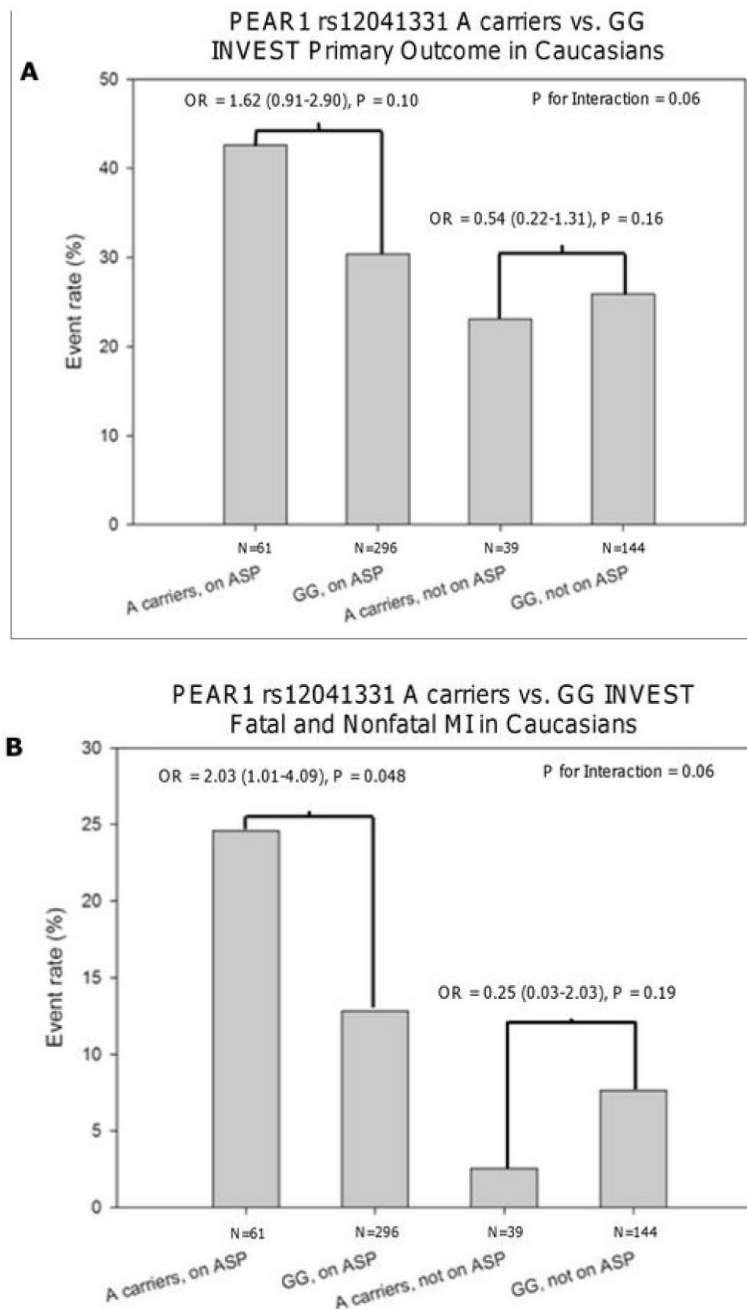 PEAR1 rs12041331 A carriers vs. GG
INVEST Primary Outcome in Caucasians
A
OR = 1.62 (0.91-2.90), P = 0.10
P for Interaction = 0.06
OR = 0.54 (0.22-1.31), P = 0.16
Event rate (%)
50
40
30
20
10
0
N=61
N=296
N=39
N=144
A carriers, on ASP
GG, on ASP
A carriers, not on ASP
GG, not on ASP
PEAR1 rs12041331 A carriers vs. GG INVEST
Fatal and Nonfatal MI in Caucasians
B
OR = 2.03 (1.01-4.09), P = 0.048
P for Interaction = 0.06
OR = 0.25 (0.03-2.03), P = 0.19
Event rate (%)
30
25
20
15
10
5
0
N=61
N=296
N=39
N=144
A carriers, on ASP
GG, on ASP
A carriers, not on ASP
GG, not on ASP